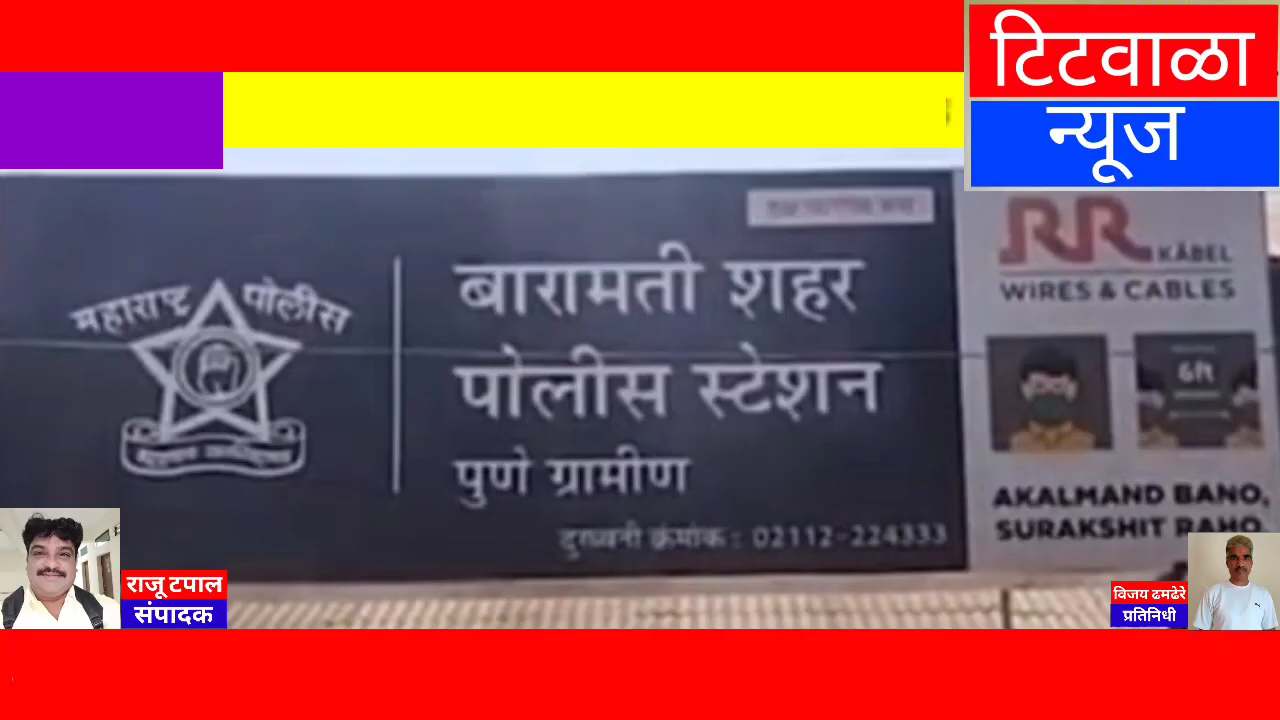 टिटवाळा
न्यूज
महाराष्ट्र पोलीस
बारामती शहर
पोलीस स्टेशन
पुणे ग्रामीण
दुरध्वनी क्रंमांक : 02112-224333
RR KABEL
WIRES & CABLES
6ft
AKALMAND BANO,
SURAKSHIT RAHO.
राजू टपाल
संपादक
विजय ढमढेरे
प्रतिनिधी